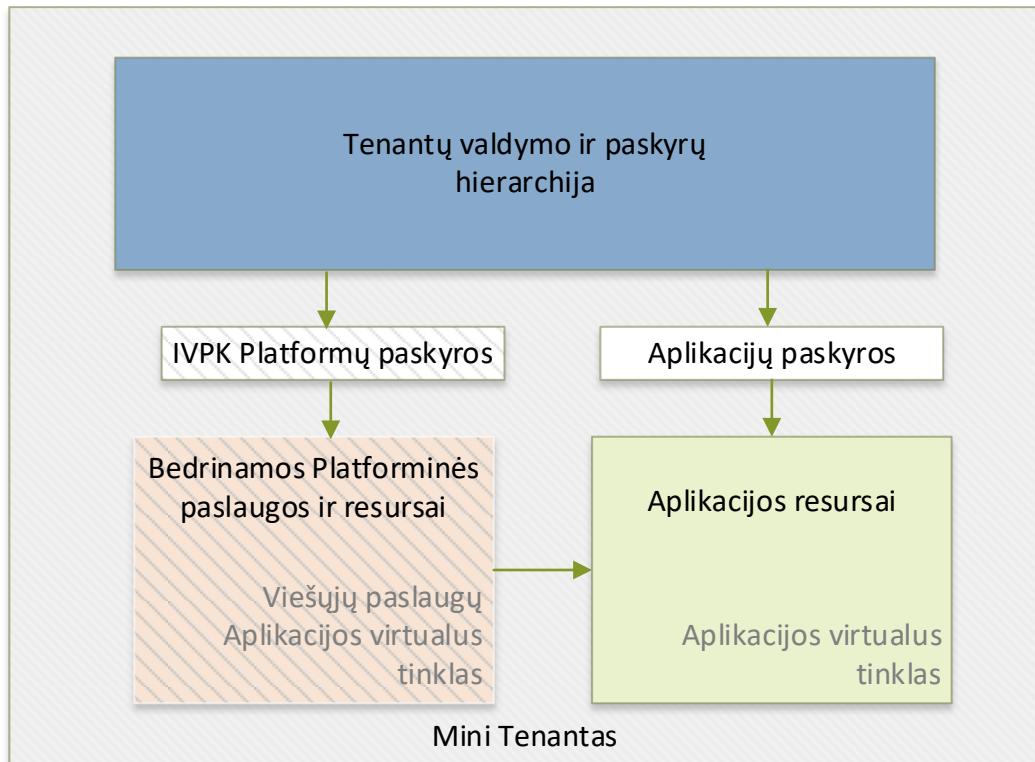 Tenantų valdymo ir paskyrų
hierarchija
IVPK Platformų paskyros
Aplikacijų paskyros
Bedrinamos Platforminės
paslaugos ir resursai
Viešųjų paslaugų
Aplikacijos virtualus
tinklas
Aplikacijos resursai
Aplikacijos virtualus
tinklas
Mini Tenantas